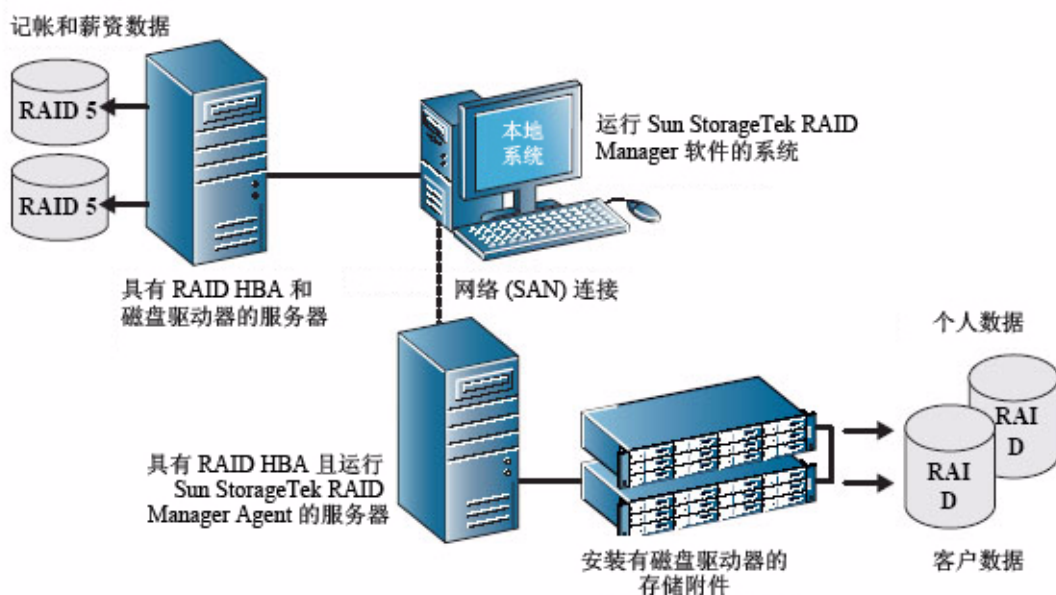 记帐和薪资数据
RAID 5
RAID 5
本地
系统
运行 Sun StorageTek RAID
Manager 软件的系统
具有 RAID HBA 和
磁盘驱动器的服务器
网络 (SAN) 连接
个人数据
RAI
D
RAI
D
具有 RAID HBA 且运行
Sun StorageTek RAID
Manager Agent 的服务器
安装有磁盘驱动器的
存储附件
客户数据